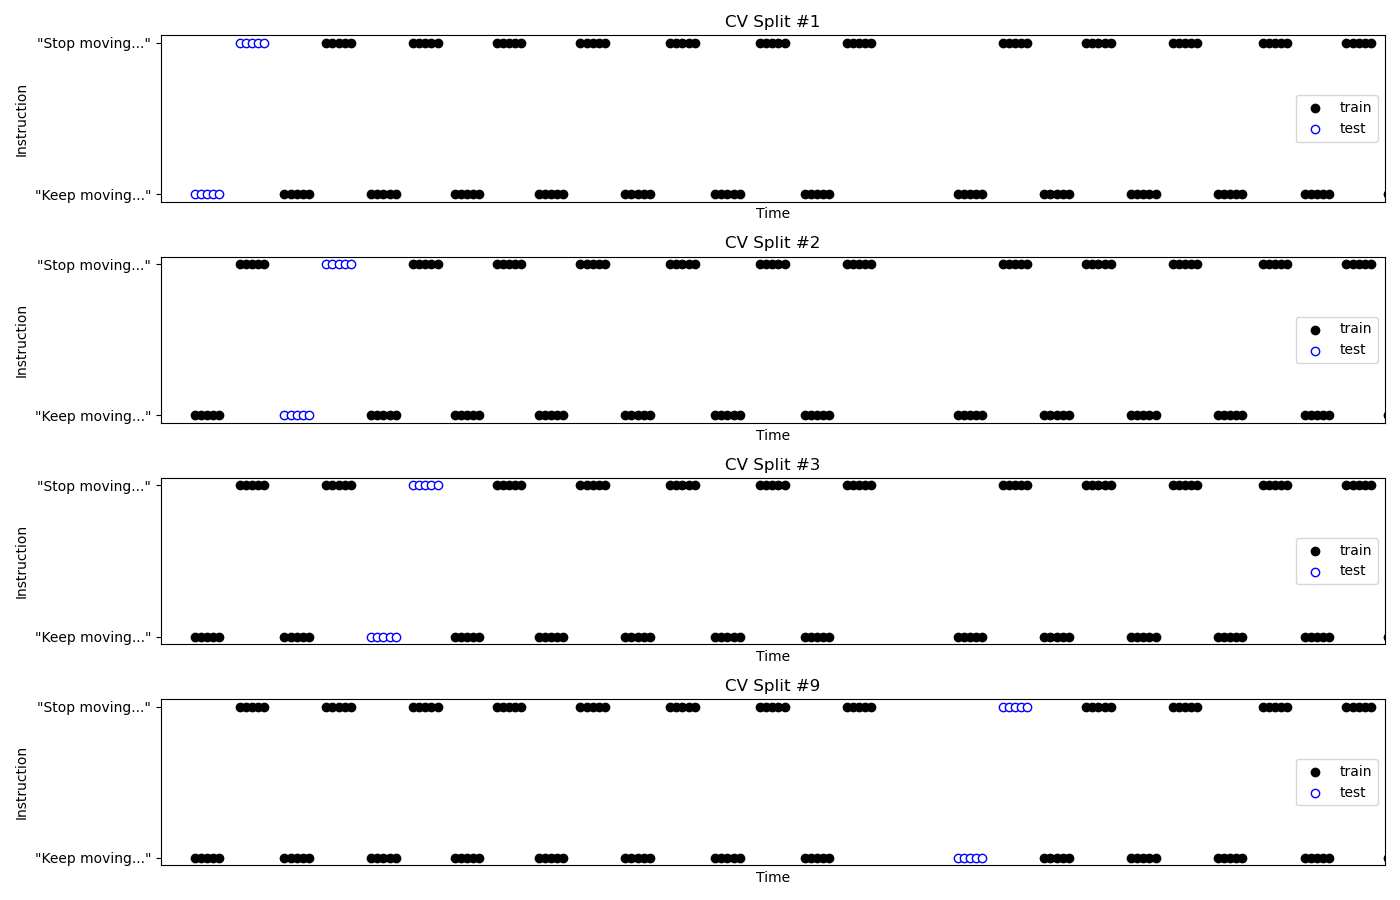 CV Split #1
"Stop moving..."
Instruction
train
test
"Keep moving..."
Time
CV Split #2
"Stop moving..."
Instruction
train
test
"Keep moving..."
Time
CV Split #3
"Stop moving..."
Instruction
train
test
"Keep moving..."
Time
CV Split #9
"Stop moving..."
Instruction
train
test
"Keep moving..."
Time